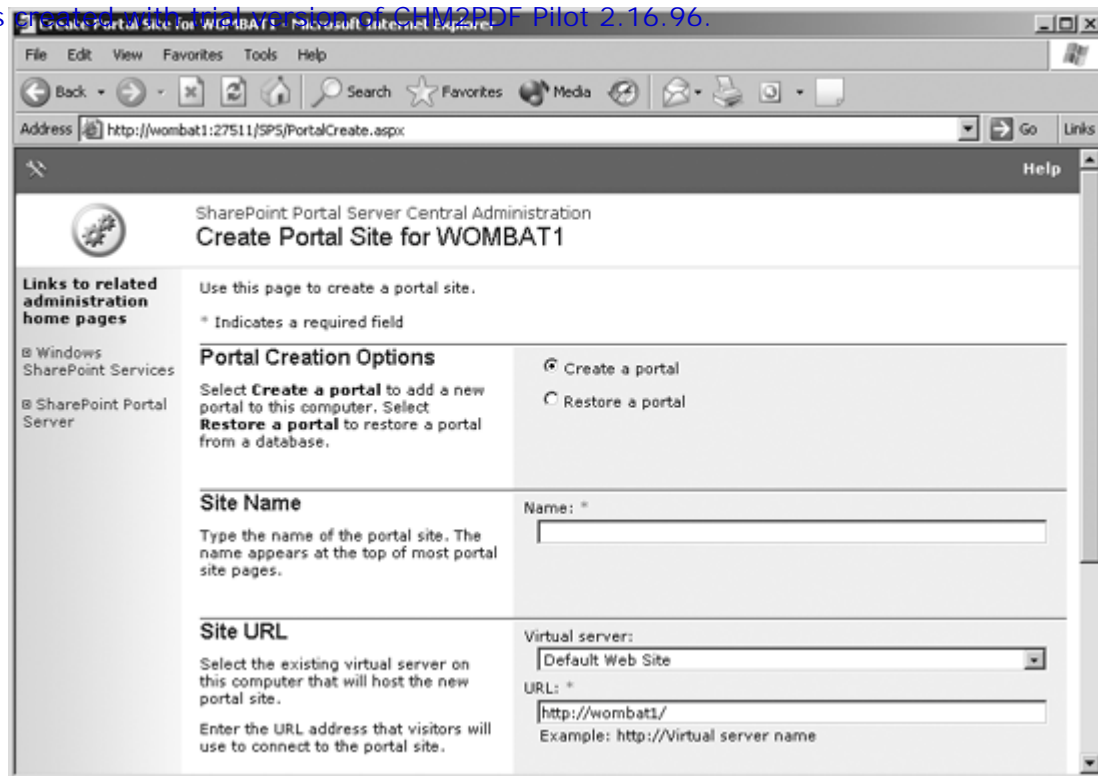 s created with trial version of CHM2PDF Pilot 2.16.96.
Create Portal Site for WOMBAT1 - Microsoft Internet Explorer
File Edit View Favorites Tools Help
Back Search Favorites Media
Address http://wombat1:27511/SPS/PortalCreate.aspx Go Links
Help
SharePoint Portal Server Central Administration
Create Portal Site for WOMBAT1
Links to related
administration
home pages
Windows
SharePoint Services
SharePoint Portal
Server
Use this page to create a portal site.
* Indicates a required field
Portal Creation Options
Select Create a portal to add a new
portal to this computer. Select
Restore a portal to restore a portal
from a database.
Create a portal
Restore a portal
Site Name
Type the name of the portal site. The
name appears at the top of most portal
site pages.
Name: *
Site URL
Select the existing virtual server on
this computer that will host the new
portal site.
Enter the URL address that visitors will
use to connect to the portal site.
Virtual server:
Default Web Site
URL: *
http://wombat1/
Example: http://Virtual server name